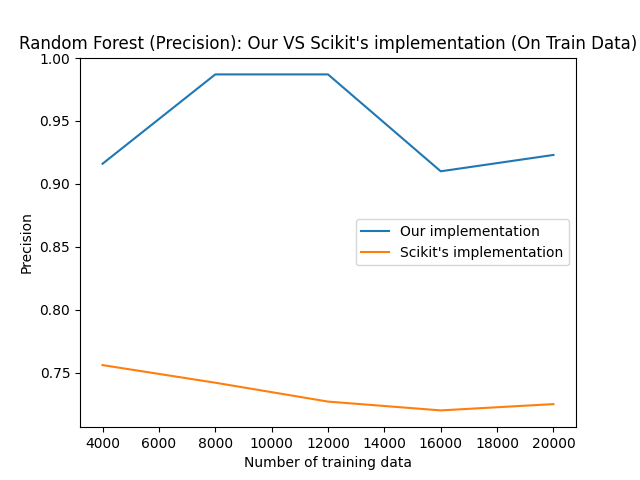 Random Forest (Precision): Our VS Scikit's implementation (On Train Data)
1.00
0.95
0.90
0.85
0.80
0.75
Precision
Our implementation
Scikit's implementation
4000 6000 8000 10000 12000 14000 16000 18000 20000
Number of training data